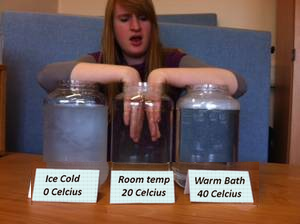 Ice Cold
0 Celcius
Room temp
20 Celcius
Warm Bath
40 Celcius